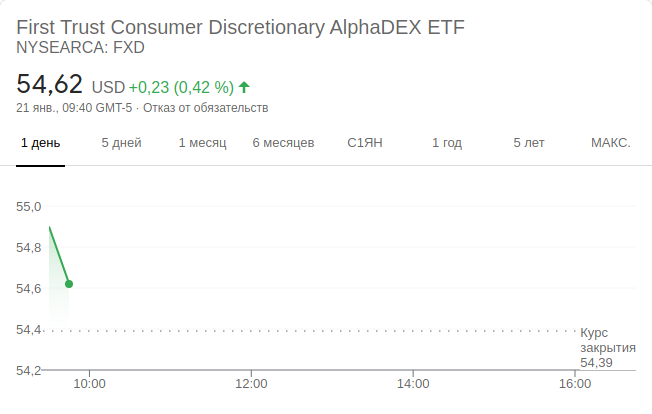 First Trust Consumer Discretionary AlphaDEX ETF
NYSEARCA: FXD
54,62 USD +0,23 (0,42 %)
21 янв., 09:40 GMT-5 · Отказ от обязательств
1 день 5 дней 1 месяц 6 месяцев С1ЯН 1 год 5 лет МАКС.
55,0
54,8
54,6
54,4
Курс
закрытия
54,39
54,2
10:00 12:00 14:00 16:00